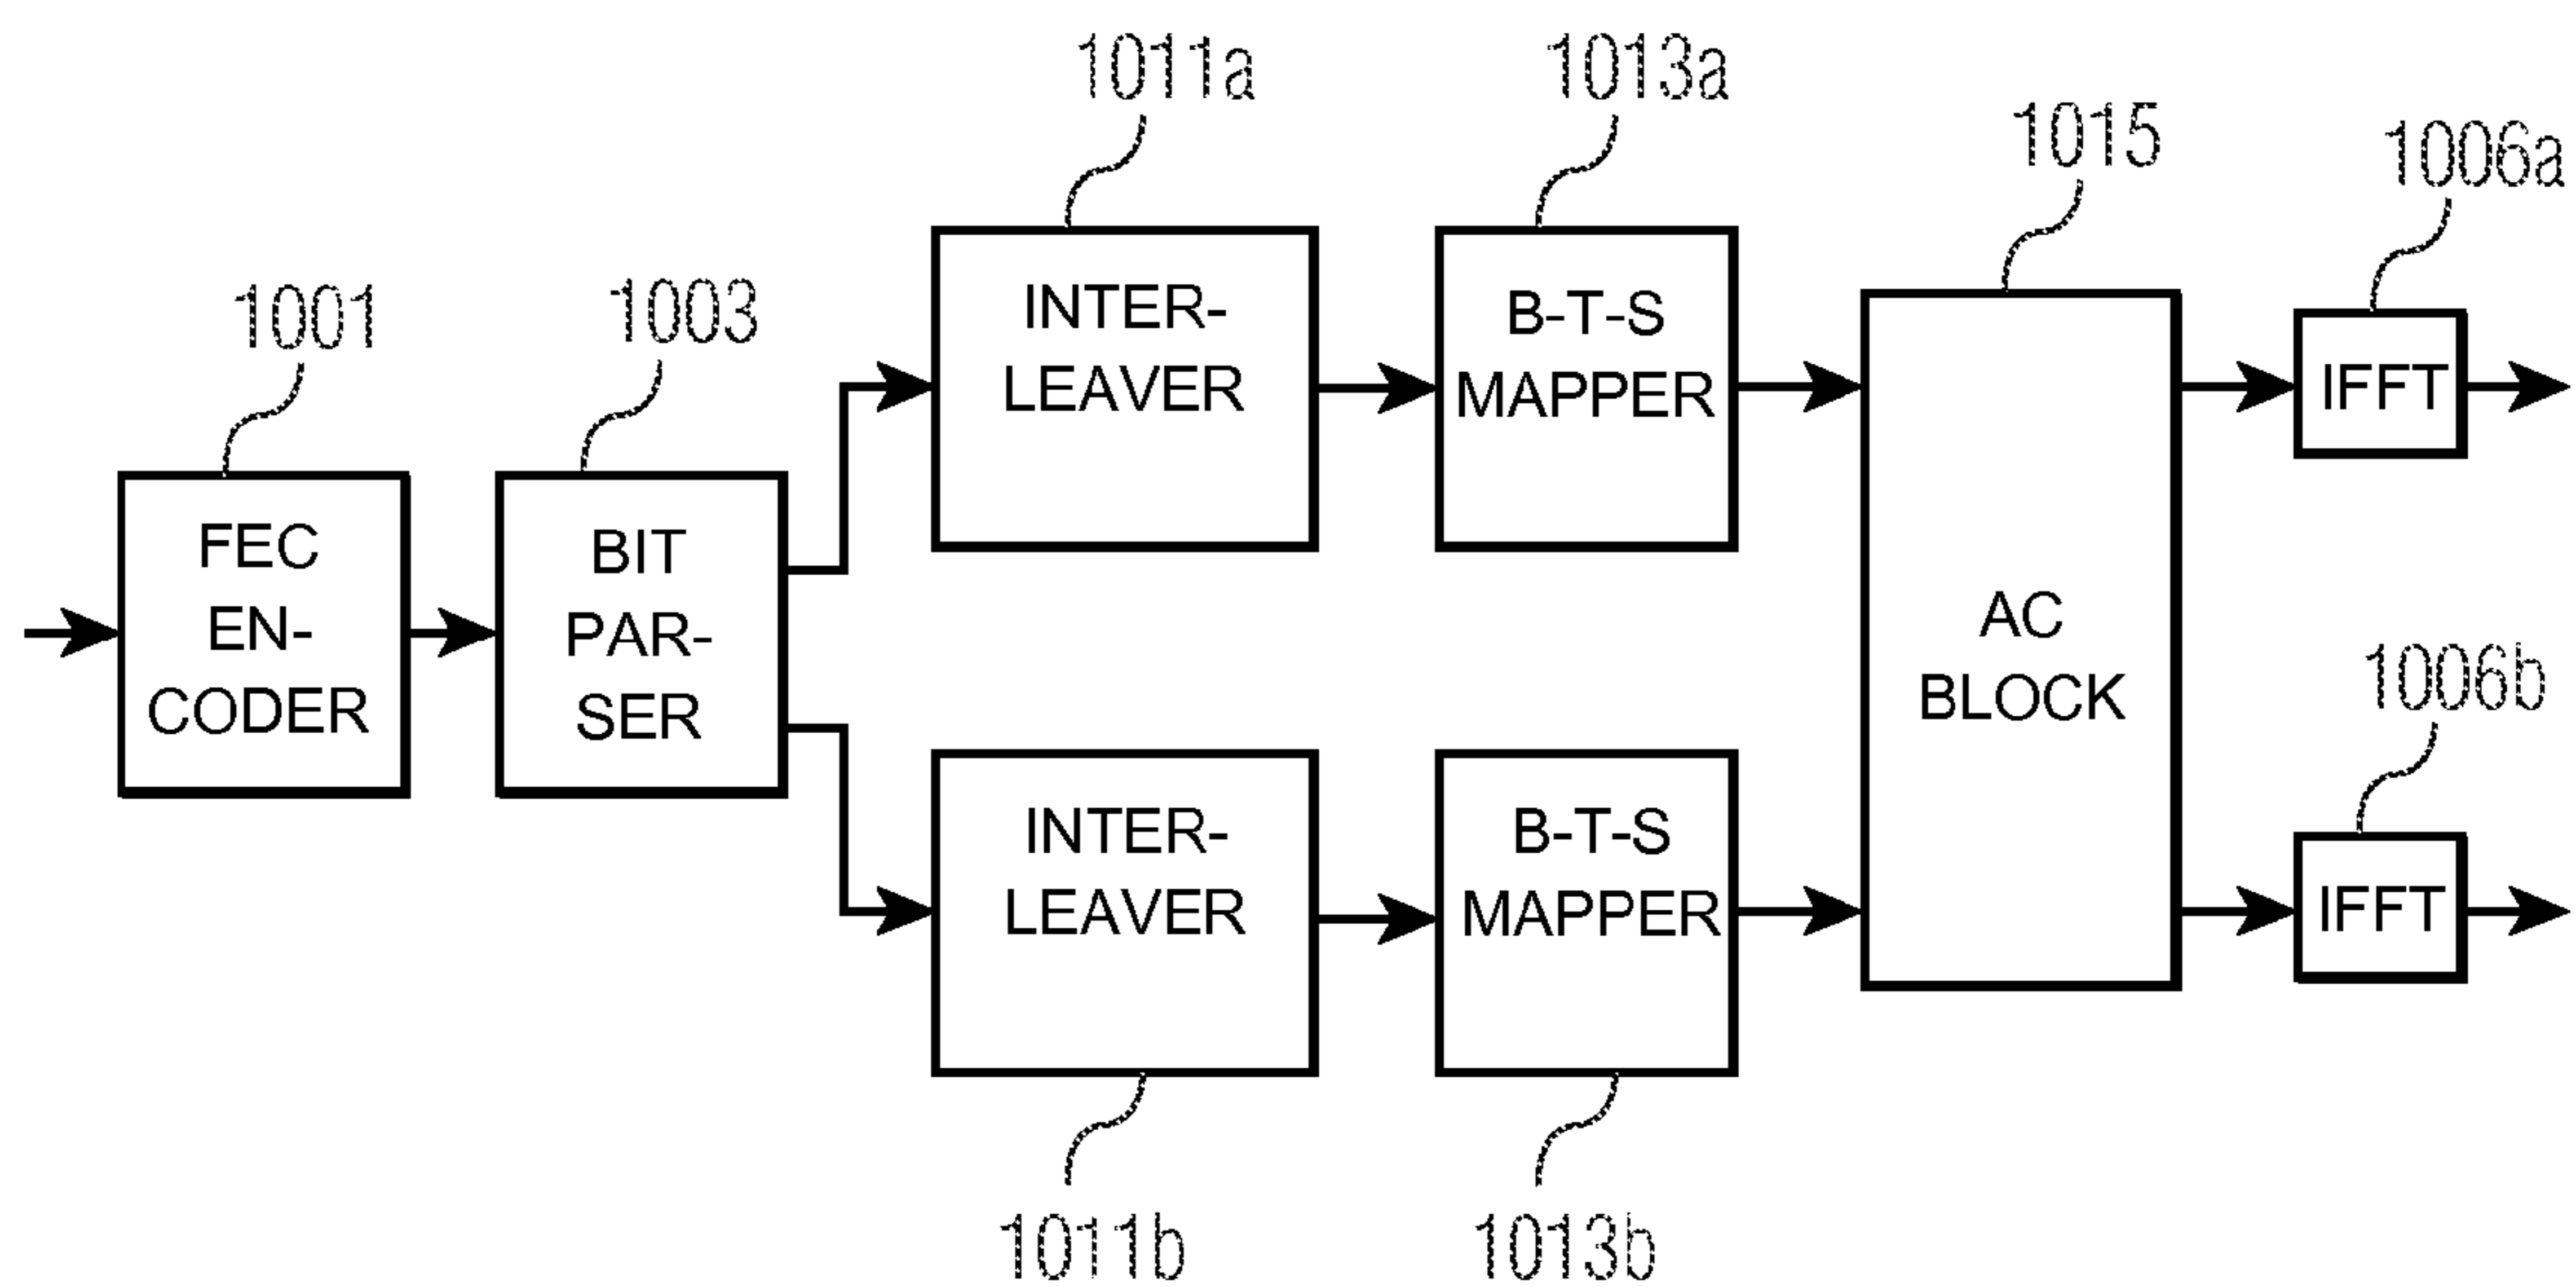 1011a
1013a
1015
1006a
1001
1003
INTER-
LEAVER
B-T-S
MAPPER
IFFT
FEC
EN-
CODER
BIT
PAR-
SER
AC
BLOCK
1006b
INTER-
LEAVER
B-T-S
MAPPER
IFFT
1011b
1013b